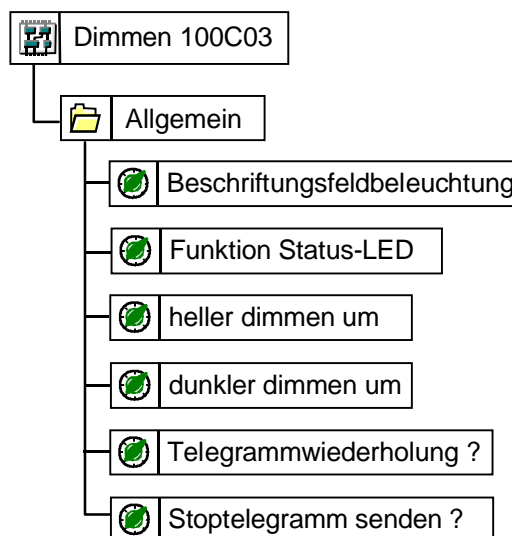 Dimmen 100C03
Allgemein
Beschriftungsfeldbeleuchtung
Funktion Status-LED
heller dimmen um
dunkler dimmen um
Telegrammwiederholung ?
Stoptelegramm senden ?